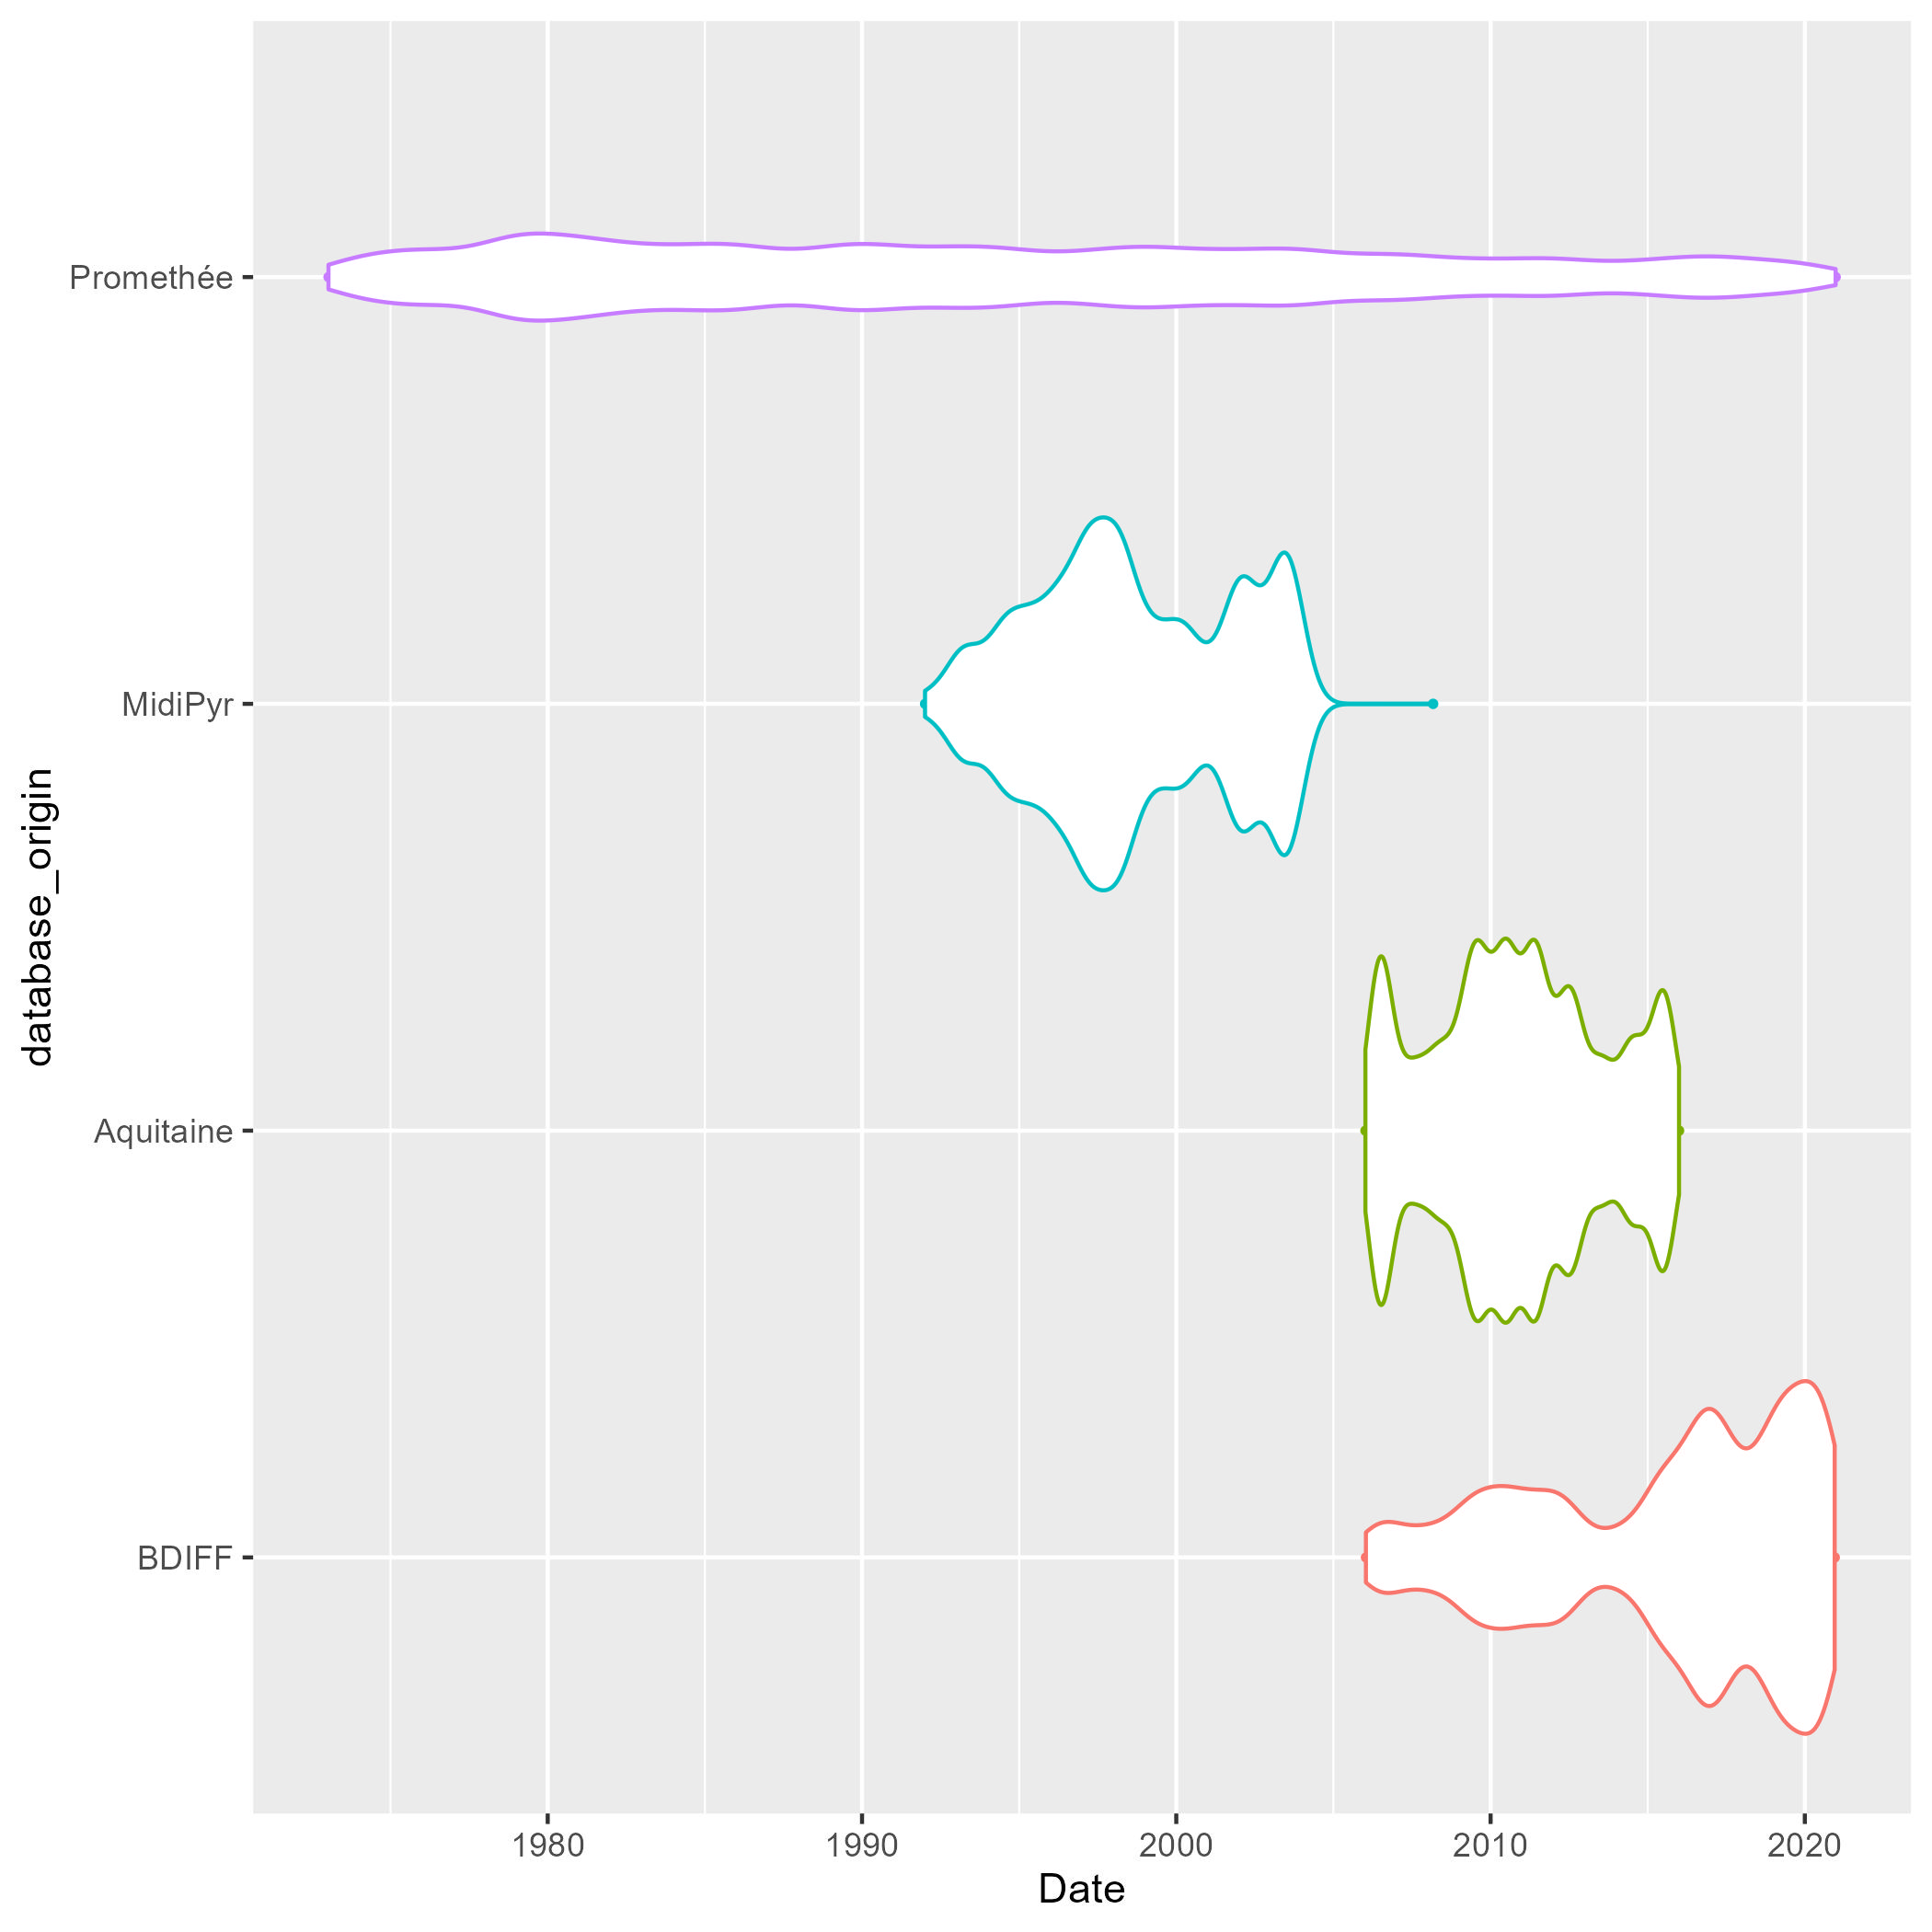 database_origin
Promethée
MidiPyr
Aquitaine
BDIFF
1980 1990 2000 2010 2020
Date